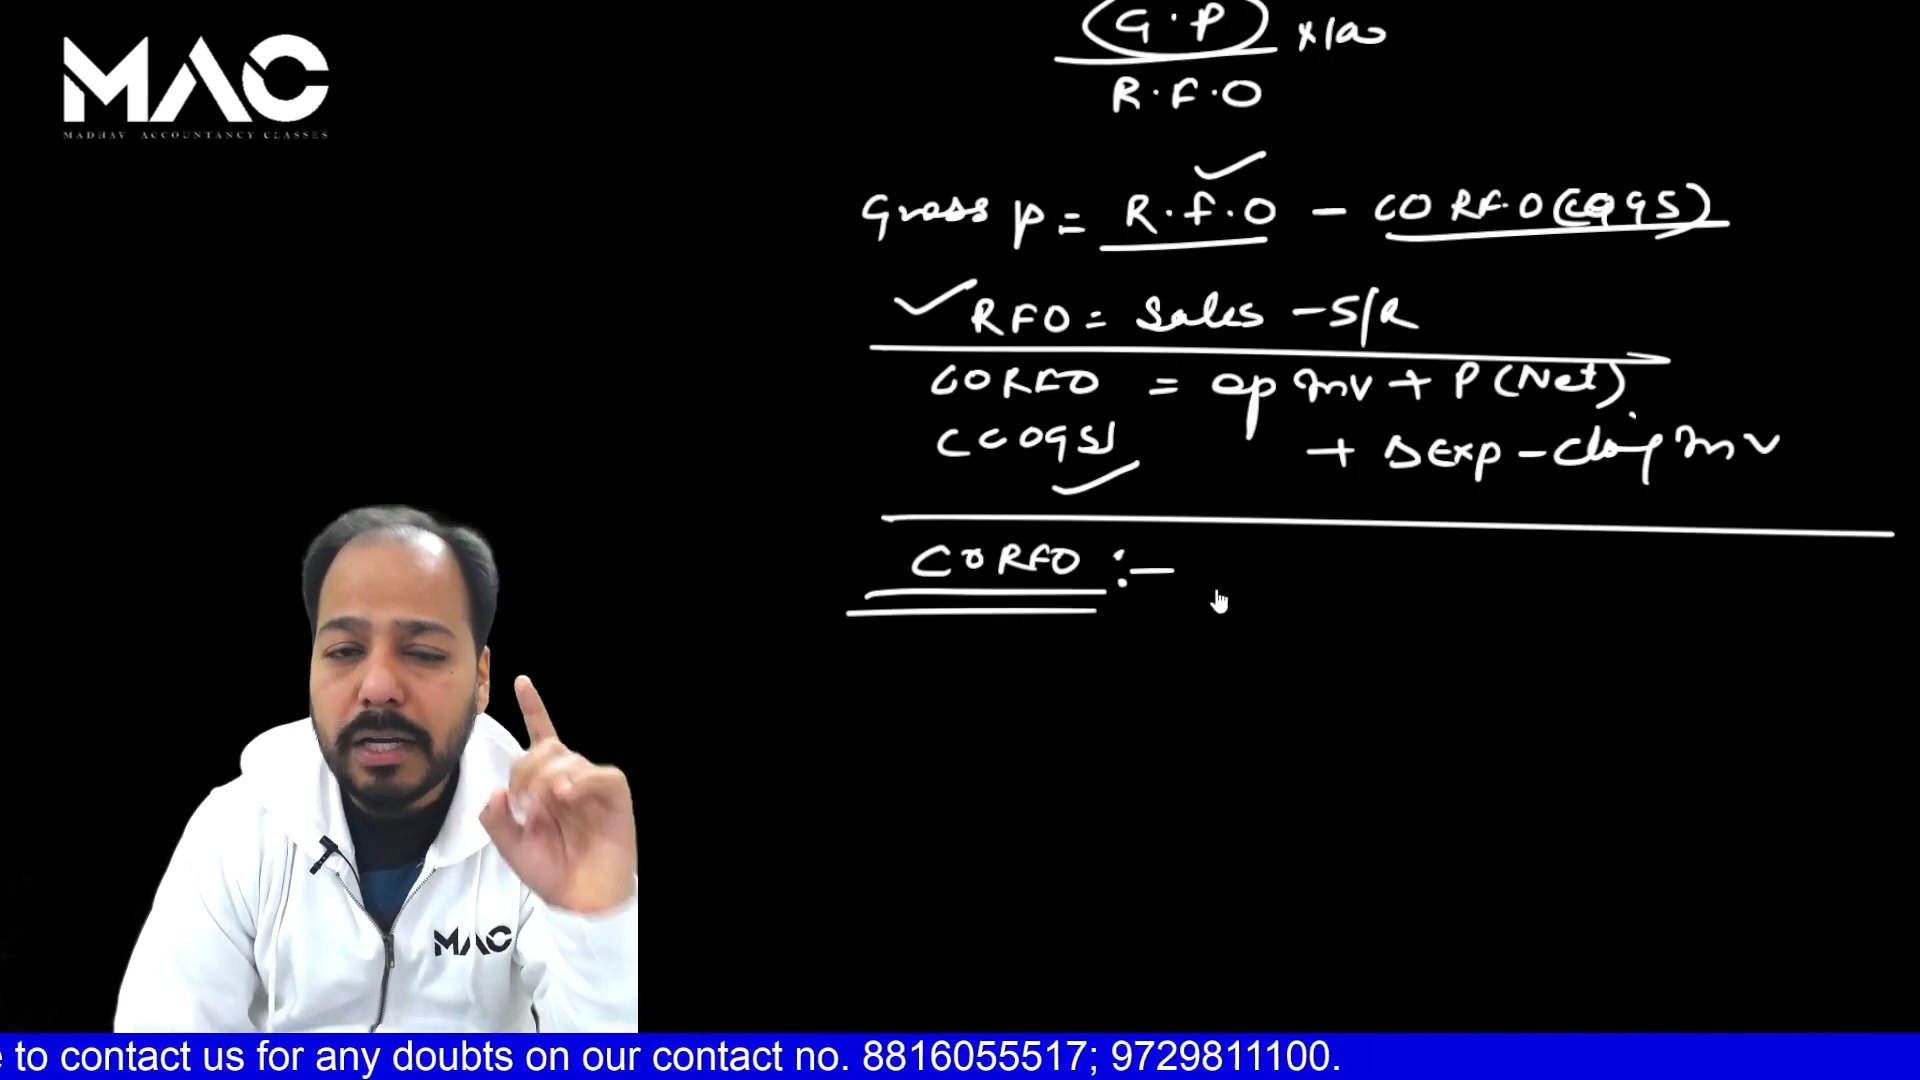 MAC
MADHAV ACCOUNTANCY CLASSES
G.P x 100
R.F.O
Gross P = R.F.O - CORFO (COGS)
RFO = Sales - S/R
CORFO = op Inv + P (Net)
(COGS) + D Exp - Closing Inv
CORFO :-
MAC
e to contact us for any doubts on our contact no. 8816055517; 9729811100.